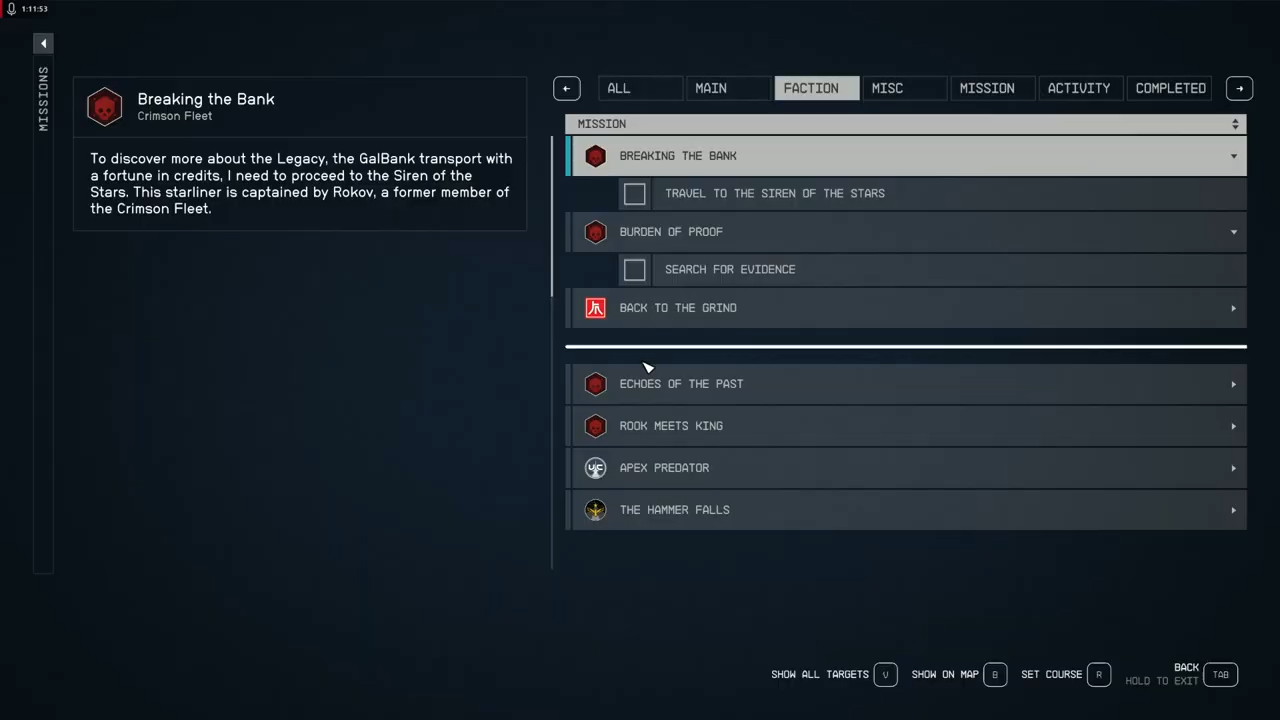 1:11:53
MISSIONS
Breaking the Bank
Crimson Fleet
To discover more about the Legacy, the GalBank transport with
a fortune in credits, I need to proceed to the Siren of the
Stars. This starliner is captained by Rokov, a former member of
the Crimson Fleet.
ALL MAIN FACTION MISC MISSION ACTIVITY COMPLETED
MISSION
BREAKING THE BANK
TRAVEL TO THE SIREN OF THE STARS
BURDEN OF PROOF
SEARCH FOR EVIDENCE
BACK TO THE GRIND
ECHOES OF THE PAST
ROOK MEETS KING
UC APEX PREDATOR
THE HAMMER FALLS
SHOW ALL TARGETS V SHOW ON MAP B SET COURSE R BACK
HOLD TO EXIT TAB